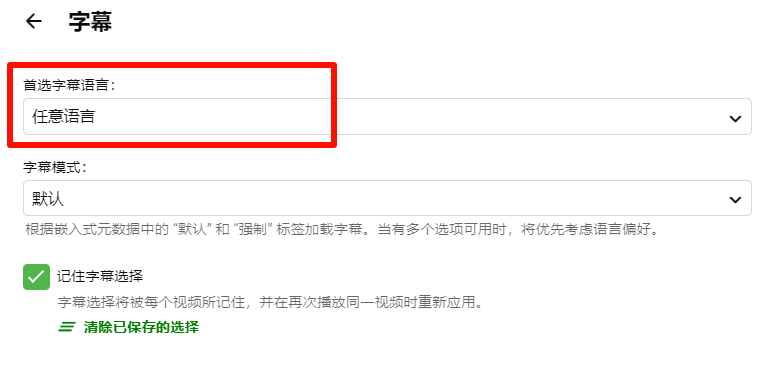 字幕
首选字幕语言：
任意语言
字幕模式：
默认
根据嵌入式元数据中的 “默认” 和 “强制” 标签加载字幕。当有多个选项可用时，将优先考虑语言偏好。
记住字幕选择
字幕选择将被每个视频所记住，并在再次播放同一视频时重新应用。
清除已保存的选择